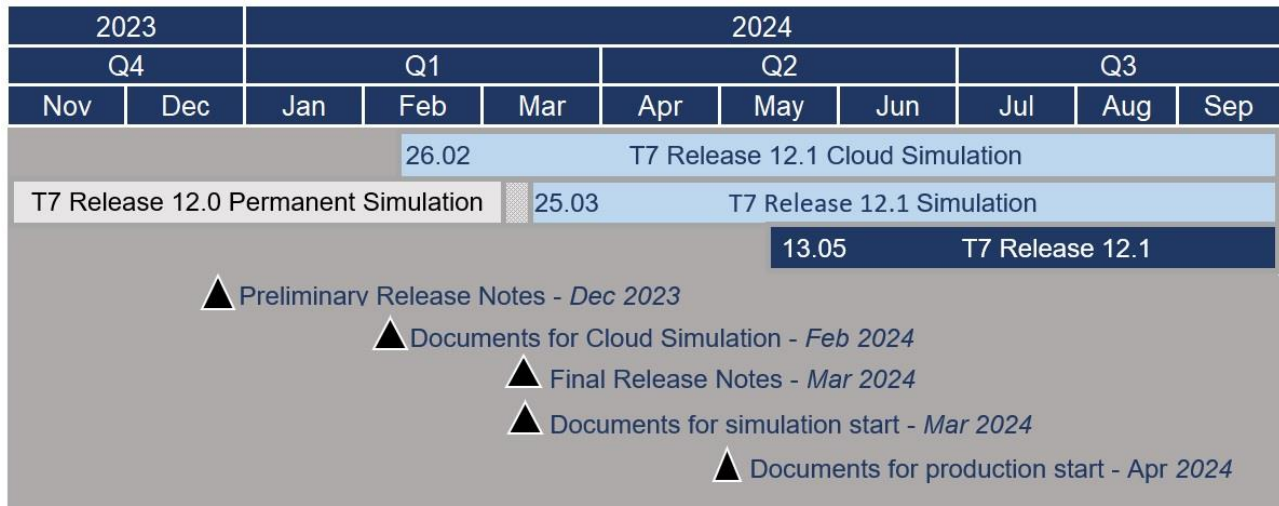 2023 2024
Q4 Q1 Q2 Q3
Nov Dec Jan Feb Mar Apr May Jun Jul Aug Sep
26.02 T7 Release 12.1 Cloud Simulation
T7 Release 12.0 Permanent Simulation 25.03 T7 Release 12.1 Simulation
13.05 T7 Release 12.1
Preliminary Release Notes - Dec 2023
Documents for Cloud Simulation - Feb 2024
Final Release Notes - Mar 2024
Documents for simulation start - Mar 2024
Documents for production start - Apr 2024